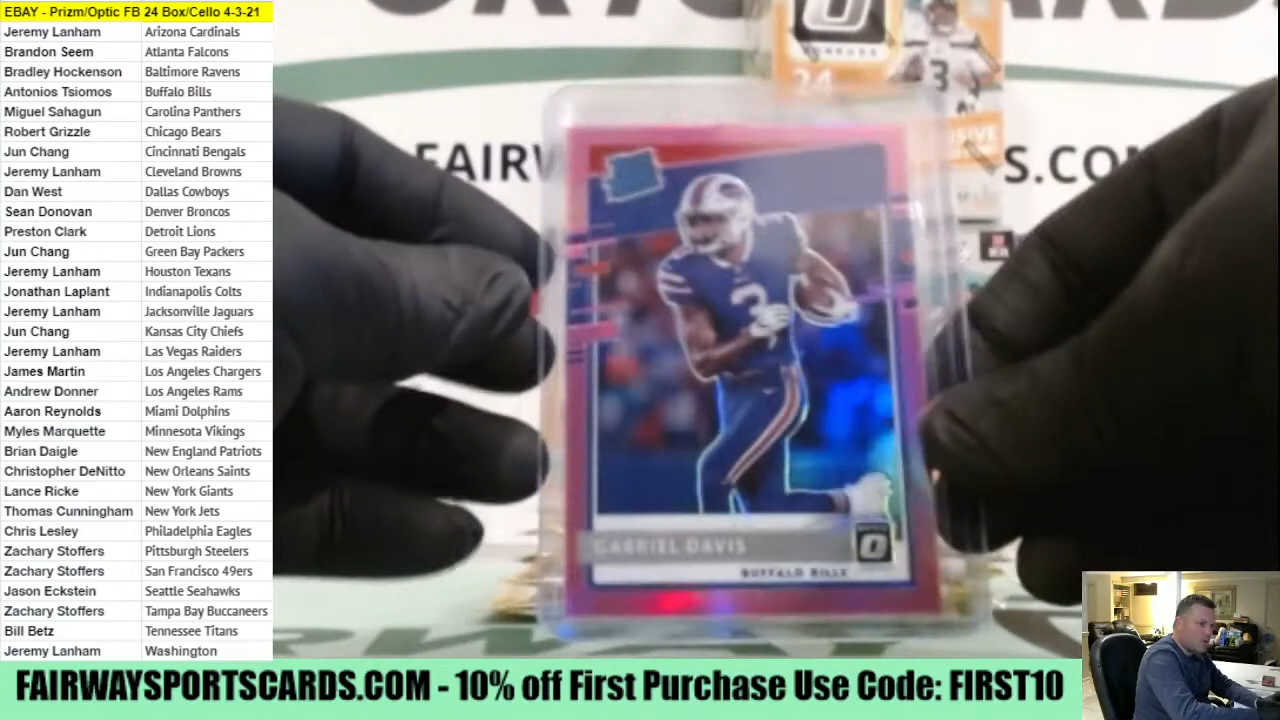 EBAY - Prizm/Optic FB 24 Box/Cello 4-3-21
Jeremy Lanham Arizona Cardinals
Brandon Seem Atlanta Falcons
Bradley Hockenson Baltimore Ravens
Antonios Tsiomos Buffalo Bills
Miguel Sahagun Carolina Panthers
Robert Grizzle Chicago Bears
Jun Chang Cincinnati Bengals
Jeremy Lanham Cleveland Browns
Dan West Dallas Cowboys
Sean Donovan Denver Broncos
Preston Clark Detroit Lions
Jun Chang Green Bay Packers
Jeremy Lanham Houston Texans
Jonathan Laplant Indianapolis Colts
Jeremy Lanham Jacksonville Jaguars
Jun Chang Kansas City Chiefs
Jeremy Lanham Las Vegas Raiders
James Martin Los Angeles Chargers
Andrew Donner Los Angeles Rams
Aaron Reynolds Miami Dolphins
Myles Marquette Minnesota Vikings
Brian Daigle New England Patriots
Christopher DeNitto New Orleans Saints
Lance Ricke New York Giants
Thomas Cunningham New York Jets
Chris Lesley Philadelphia Eagles
Zachary Stoffers Pittsburgh Steelers
Zachary Stoffers San Francisco 49ers
Jason Eckstein Seattle Seahawks
Zachary Stoffers Tampa Bay Buccaneers
Bill Betz Tennessee Titans
Jeremy Lanham Washington
24
3
FAIRW S.COM
3
GABRIEL DAVIS
BUFFALO BILLS
FAIRWAYSPORTSCARDS.COM - 10% off First Purchase Use Code: FIRST10